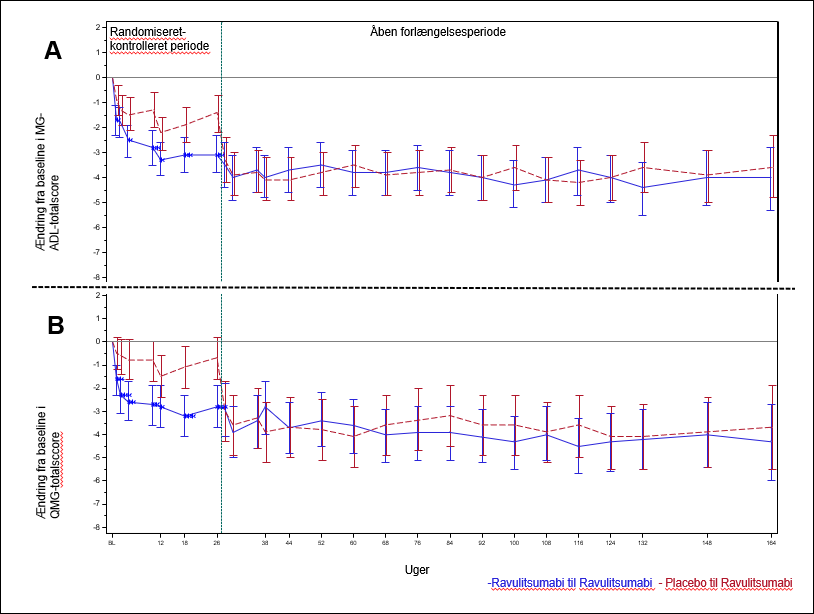 Randomiseret-
kontrolleret periode
Åben forlængelsesperiode
A
Ændring fra baseline i MG-
ADL-totalscore
2
1
0
-1
-2
-3
-4
-5
-6
-7
-8
B
Ændring fra baseline i
QMG-totalsccore
2
1
0
-1
-2
-3
-4
-5
-6
-7
-8
BL 12 18 26 38 44 52 60 68 76 84 92 100 108 116 124 132 148 164
Uger
-Ravulitsumabi til Ravulitsumabi - Placebo til Ravulitsumabi